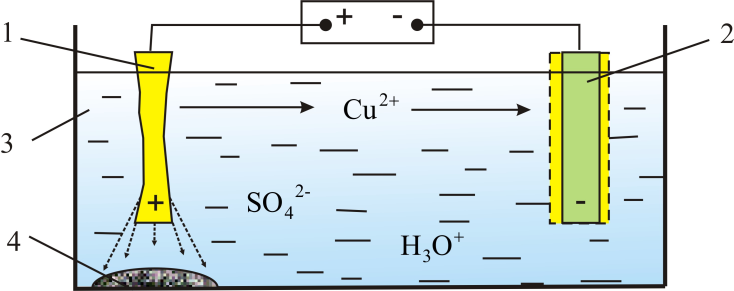 + -
1
2
Cu²⁺
3
+
-
SO₄²⁻
H₃O⁺
4